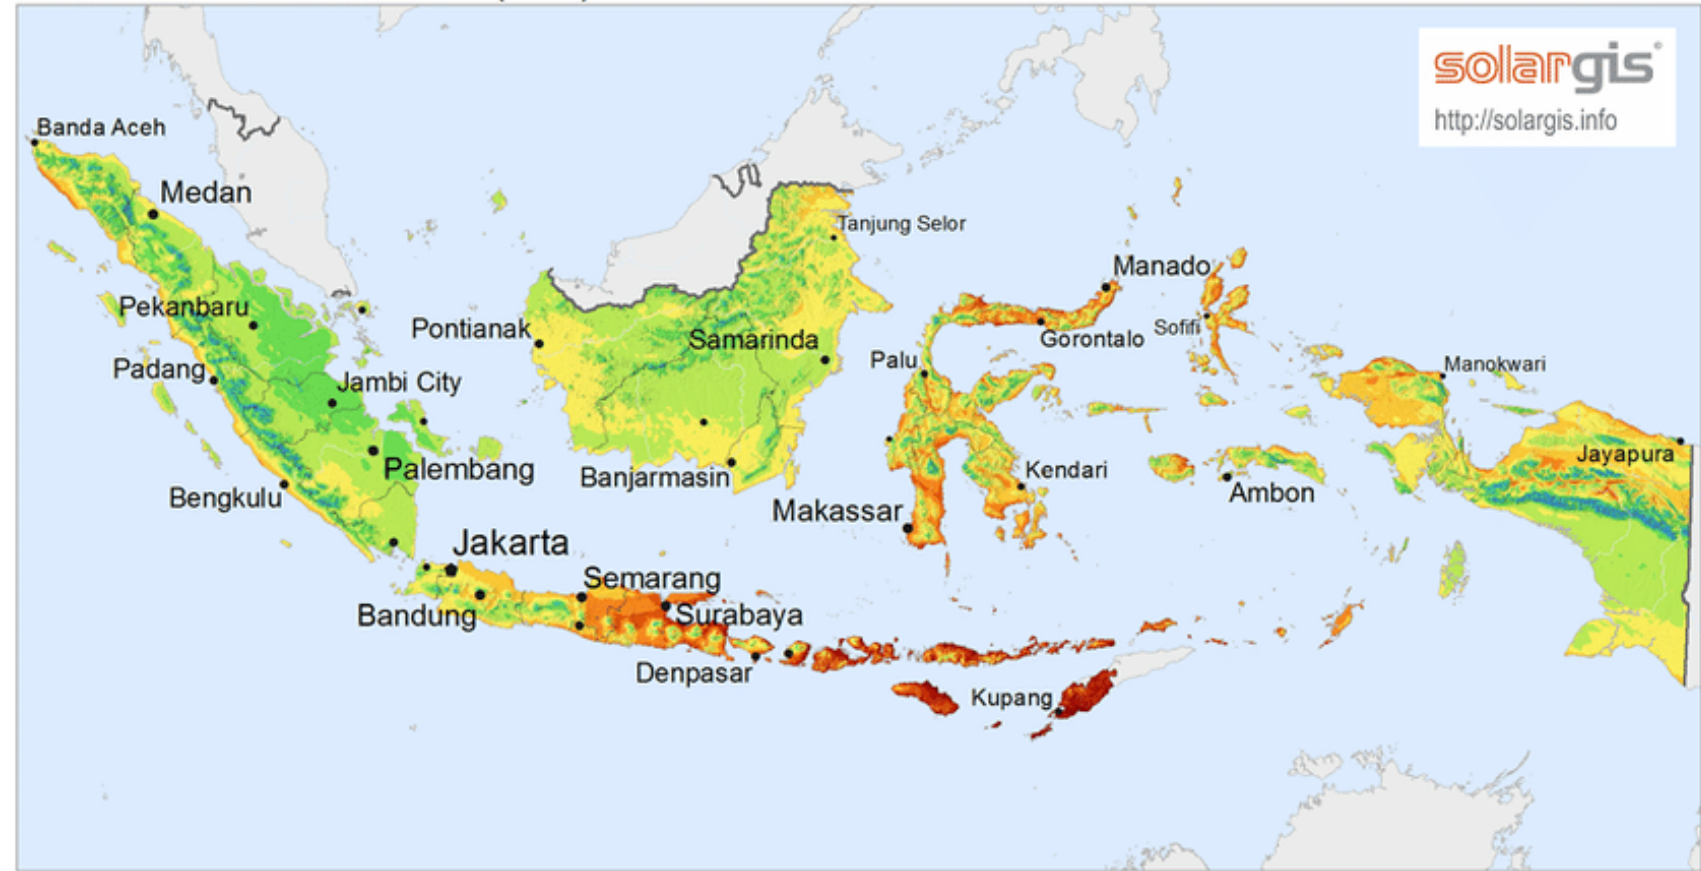 solargis
http://solargis.info
Banda Aceh
Medan
Tanjung Selor
Manado
Pekanbaru
Pontianak
Samarinda
Gorontalo
Sofifi
Palu
Manokwari
Padang
Jambi City
Palembang
Banjarmasin
Kendari
Jayapura
Bengkulu
Makassar
Ambon
Jakarta
Semarang
Bandung
Surabaya
Denpasar
Kupang